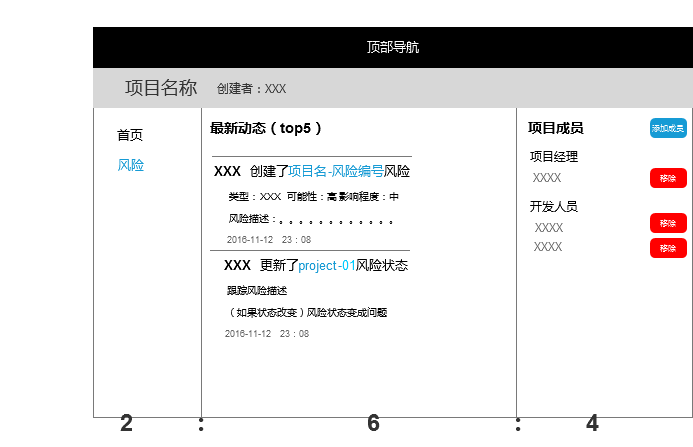 顶部导航
项目名称 创建者：XXX
首页
风险
最新动态（top5）
XXX 创建了项目名-风险编号风险
类型：XXX 可能性：高影响程度：中
风险描述：。。。。。。。。。。。。
2016-11-12 23：08
XXX 更新了project-01风险状态
跟踪风险描述
（如果状态改变）风险状态变成问题
2016-11-12 23：08
项目成员 添加成员
项目经理
XXXX 移除
开发人员
XXXX 移除
XXXX 移除
2 : 6 : 4